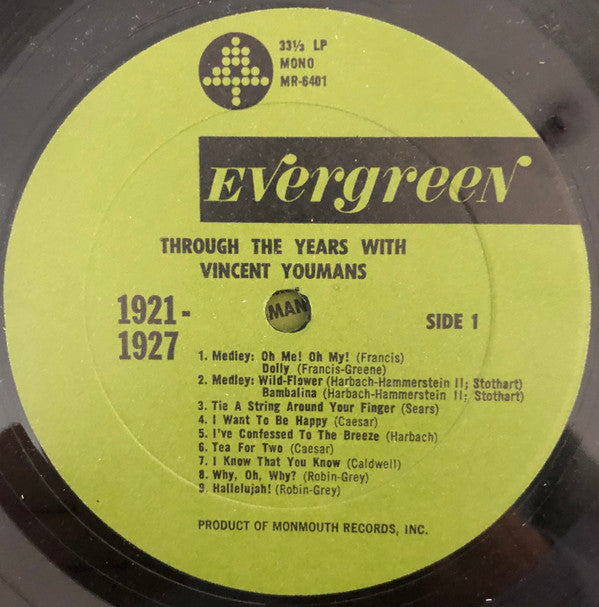 33⅓ LP
MONO
MR-6401
Evergreen
THROUGH THE YEARS WITH
VINCENT YOUMANS
1921-
1927
MAN
SIDE 1
1. Medley: Oh Me! Oh My! (Francis)
Dolly (Francis-Greene)
2. Medley: Wild-Flower (Harbach-Hammerstein II; Stothart)
Bambalina (Harbach-Hammerstein II; Stothart)
3. Tie A String Around Your Finger (Sears)
4. I Want To Be Happy (Caesar)
5. I've Confessed To The Breeze (Harbach)
6. Tea For Two (Caesar)
7. I Know That You Know (Caldwell)
8. Why, Oh, Why? (Robin-Grey)
9. Hallelujah! (Robin-Grey)
PRODUCT OF MONMOUTH RECORDS, INC.